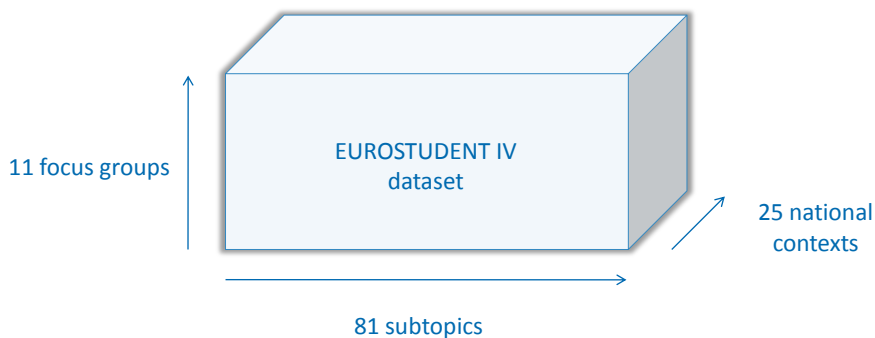 EUROSTUDENT IV
dataset
11 focus groups
25 national
contexts
81 subtopics